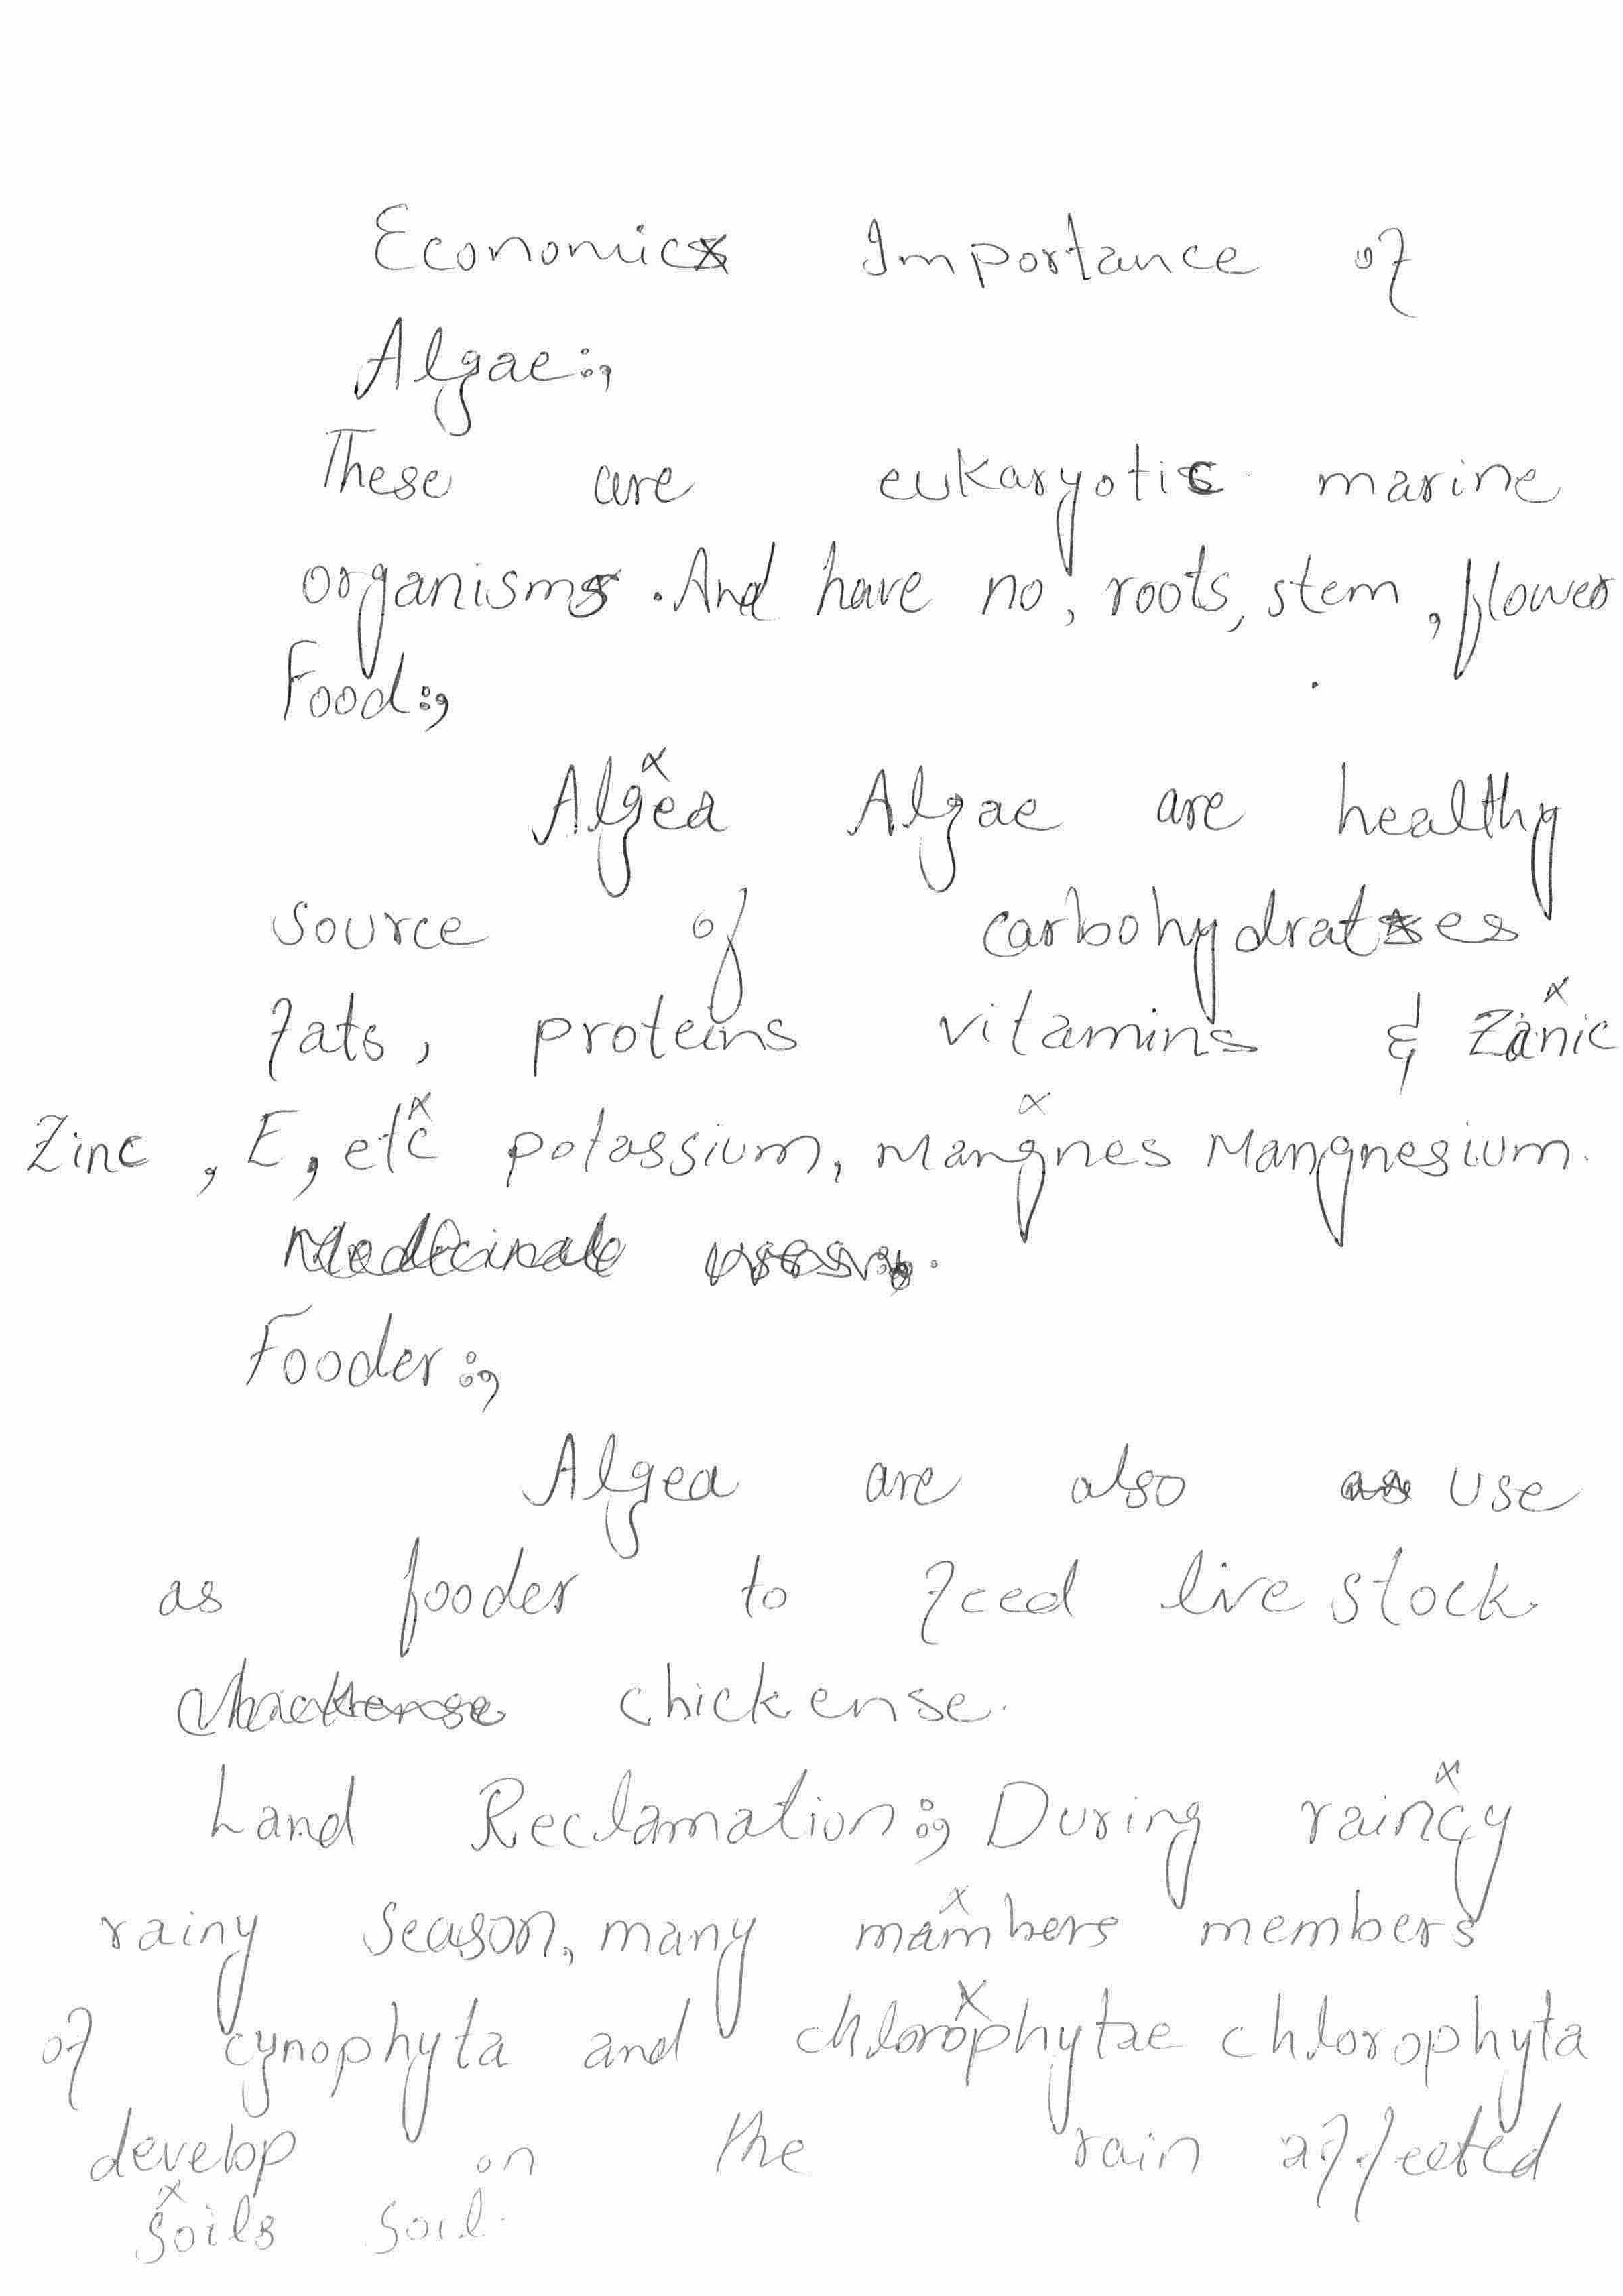 Economics Importance of
Algae:,
These are eukaryotic marine
organisms. And have no, roots, stem, flower
Food:,
Algea Algae are healthy
source of carbohydrates
fats, proteins vitamins & Zanic
Zinc, E, etc potassium, Mangnes Mangnesium.
Medicinale uses:,
Fooder:,
Algea are also as use
as fooder to feed live stock
chickense chickense.
Land Reclamation:, During raincy
rainy season, many mambers members
of cynophyta and chlorophytae chlorophyta
develop on the rain affected
soils soil.